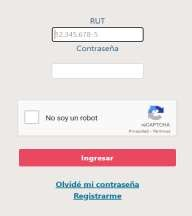 RUT
12.345.678-5
Contraseña
No soy un robot
reCAPTCHA
Privacidad - Términos
Ingresar
Olvidé mi contraseña
Registrarme